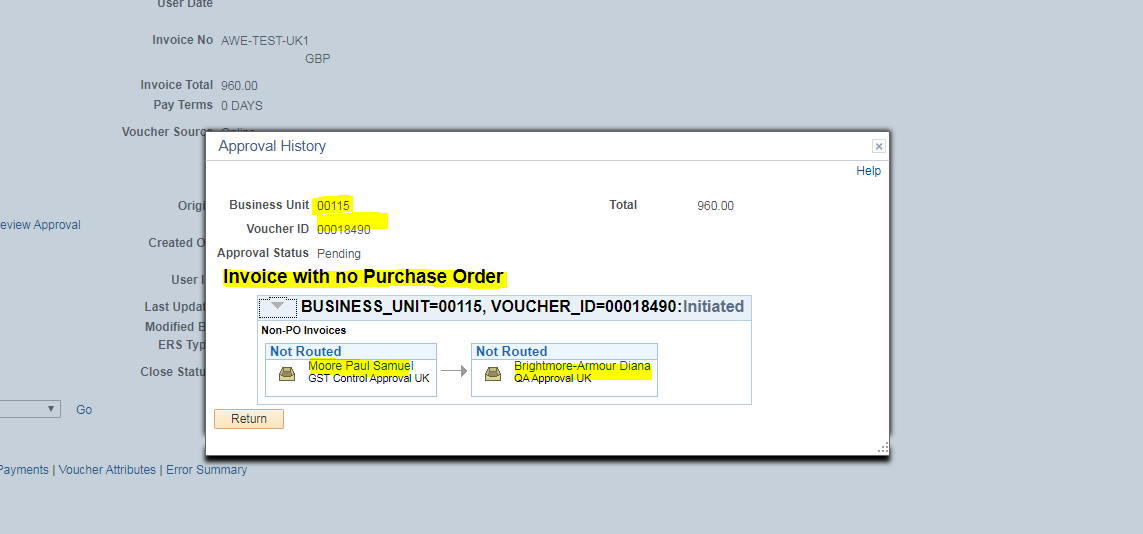 User Date
Invoice No AWE-TEST-UK1
GBP
Invoice Total 960.00
Pay Terms 0 DAYS
Voucher Source Online
Approval History
Help
Business Unit 00115 Total 960.00
Origi
eview Approval
Voucher ID 00018490
Created O
Approval Status Pending
Invoice with no Purchase Order
User I
Last Updat
BUSINESS_UNIT=00115, VOUCHER_ID=00018490:Initiated
Modified B
Non-PO Invoices
ERS Typ
Not Routed
Moore Paul Samuel
GST Control Approval UK
Not Routed
Brightmore-Armour Diana
QA Approval UK
Close Statu
Go
Return
Payments | Voucher Attributes | Error Summary